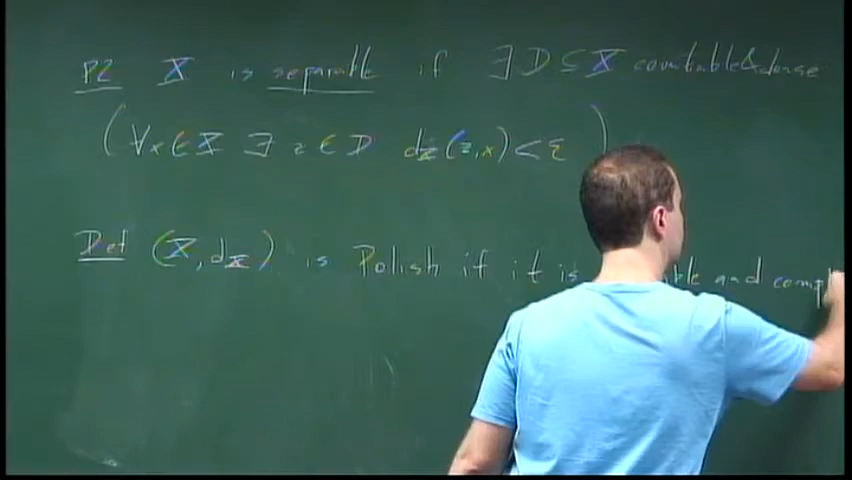 P2 X is separable if ∃ D ⊆ X countable & dense
(∀x ∈ X ∃ z ∈ D d_X(z,x) < ε)
Def (X, d_X) is Polish if it is ble and comp